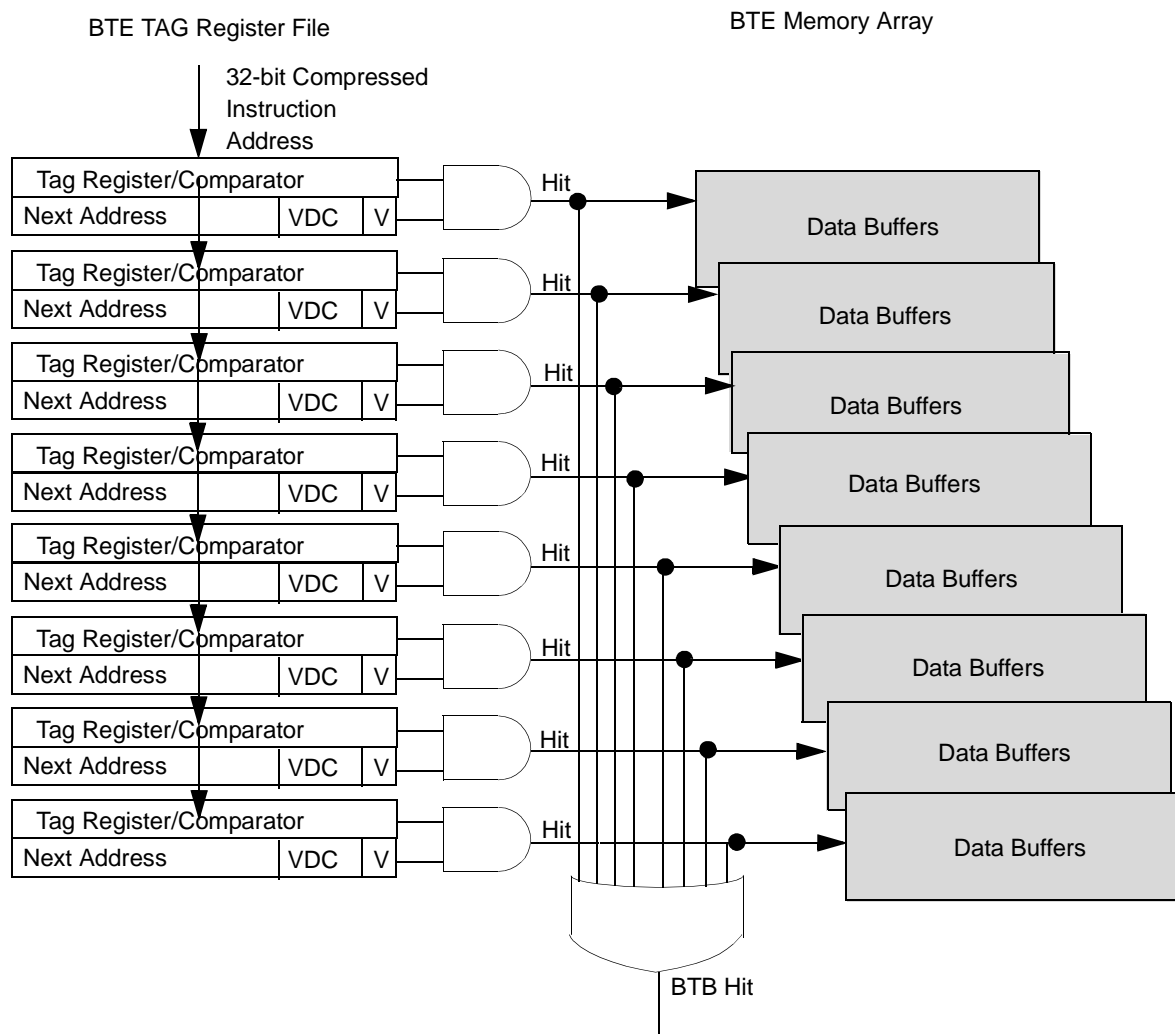 BTE TAG Register File
BTE Memory Array
32-bit Compressed
Instruction
Address
Tag Register/Comparator
Next Address VDC V
Hit
Data Buffers
Tag Register/Comparator
Next Address VDC V
Hit
Data Buffers
Tag Register/Comparator
Next Address VDC V
Hit
Data Buffers
Tag Register/Comparator
Next Address VDC V
Hit
Data Buffers
Tag Register/Comparator
Next Address VDC V
Hit
Data Buffers
Tag Register/Comparator
Next Address VDC V
Hit
Data Buffers
Tag Register/Comparator
Next Address VDC V
Hit
Data Buffers
Tag Register/Comparator
Next Address VDC V
Hit
Data Buffers
BTB Hit